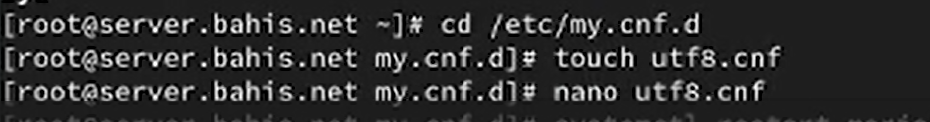 [root@server.bahis.net ~]# cd /etc/my.cnf.d
[root@server.bahis.net my.cnf.d]# touch utf8.cnf
[root@server.bahis.net my.cnf.d]# nano utf8.cnf